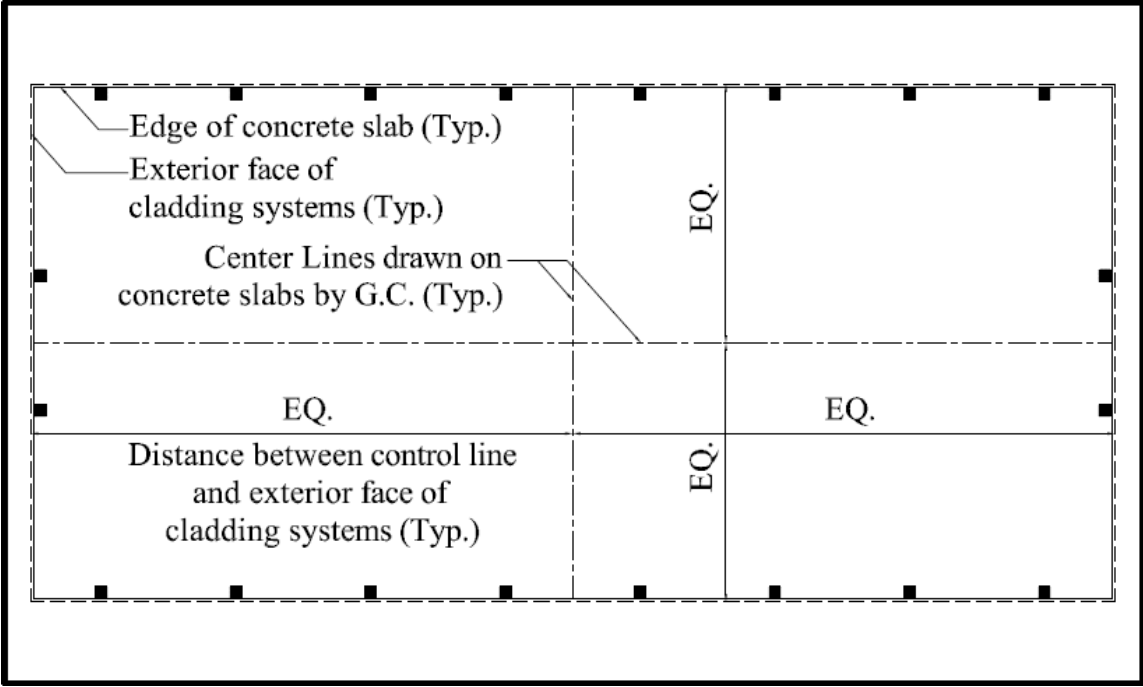 Edge of concrete slab (Typ.)
Exterior face of
cladding systems (Typ.)
EQ.
Center Lines drawn on
concrete slabs by G.C. (Typ.)
EQ.
EQ.
Distance between control line
and exterior face of
cladding systems (Typ.)
EQ.